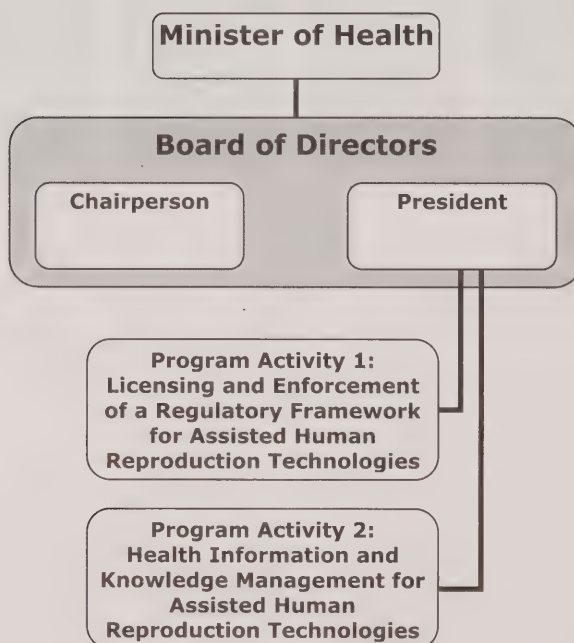 Minister of Health
Board of Directors
Chairperson
President
Program Activity 1:
Licensing and Enforcement
of a Regulatory Framework
for Assisted Human
Reproduction Technologies
Program Activity 2:
Health Information and
Knowledge Management for
Assisted Human
Reproduction Technologies